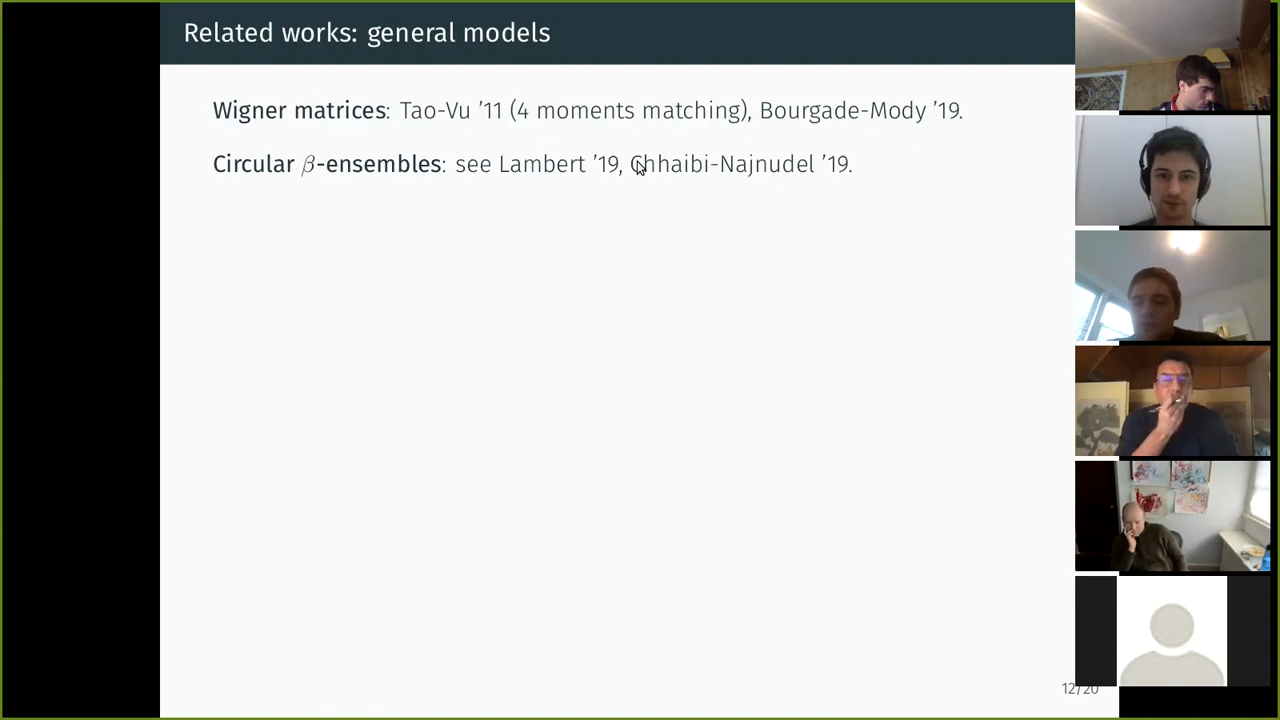 Related works: general models
Wigner matrices: Tao-Vu ’11 (4 moments matching), Bourgade-Mody ’19.
Circular β-ensembles: see Lambert ’19, Chhaibi-Najnudel ’19.
12/20